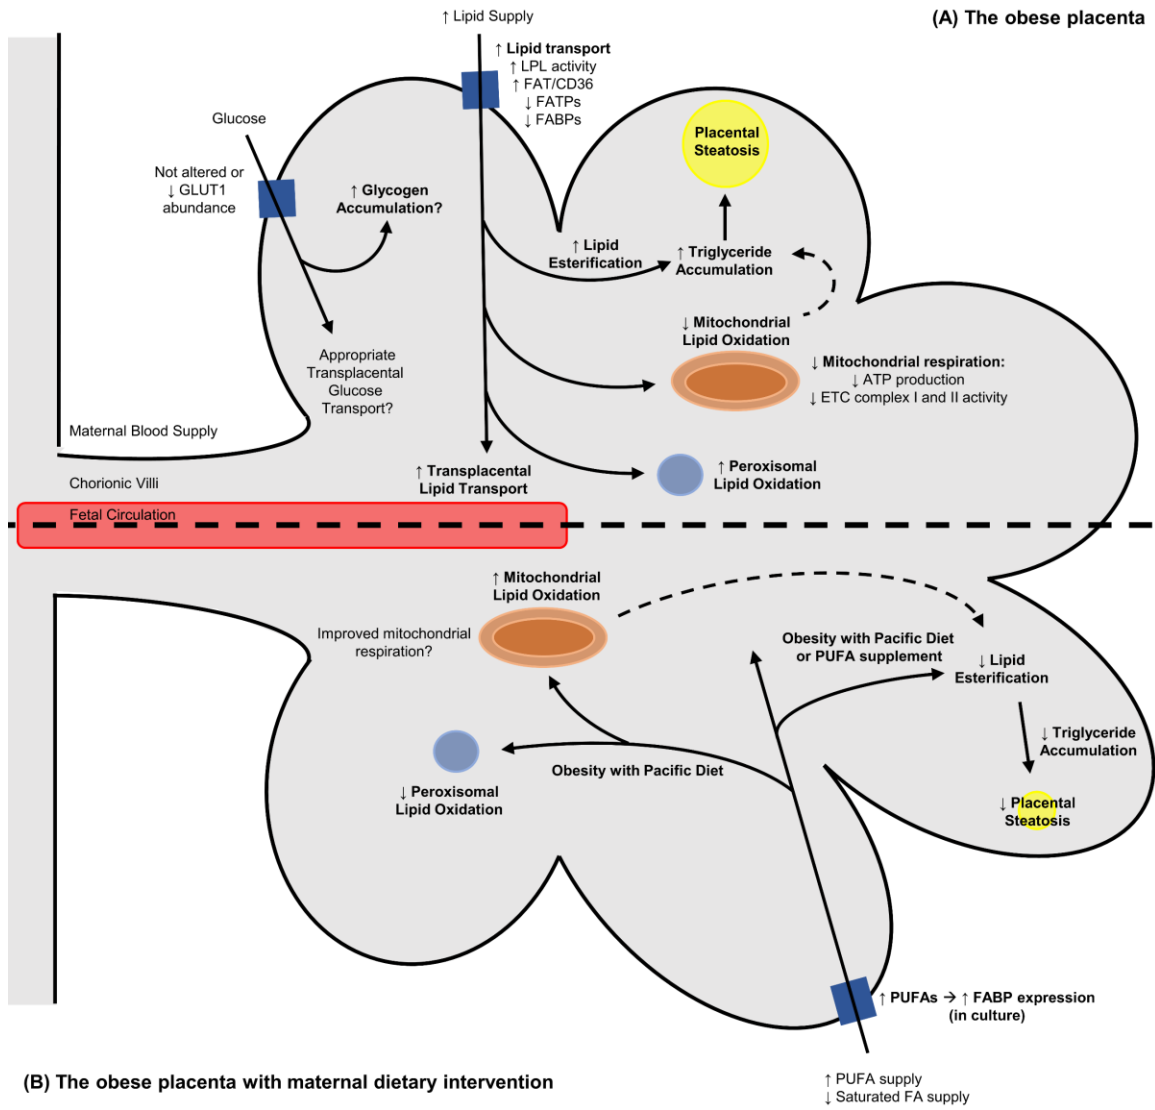 (A) The obese placenta
↑ Lipid Supply
↑ Lipid transport
↑ LPL activity
↑ FAT/CD36
↓ FATPs
↓ FABPs
Glucose
Not altered or
↓ GLUT1
abundance
↑ Glycogen
Accumulation?
Placental
Steatosis
↑ Lipid
Esterification
↑ Triglyceride
Accumulation
↓ Mitochondrial
Lipid Oxidation
↓ Mitochondrial respiration:
↓ ATP production
↓ ETC complex I and II activity
Appropriate
Transplacental
Glucose
Transport?
Maternal Blood Supply
↑ Transplacental
Lipid Transport
↑ Peroxisomal
Lipid Oxidation
Chorionic Villi
Fetal Circulation
↑ Mitochondrial
Lipid Oxidation
Improved mitochondrial
respiration?
Obesity with Pacific Diet
or PUFA supplement
↓ Lipid
Esterification
↓ Triglyceride
Accumulation
↓ Placental
Steatosis
Obesity with Pacific Diet
↓ Peroxisomal
Lipid Oxidation
↑ PUFAs → ↑ FABP expression
(in culture)
↑ PUFA supply
↓ Saturated FA supply
(B) The obese placenta with maternal dietary intervention